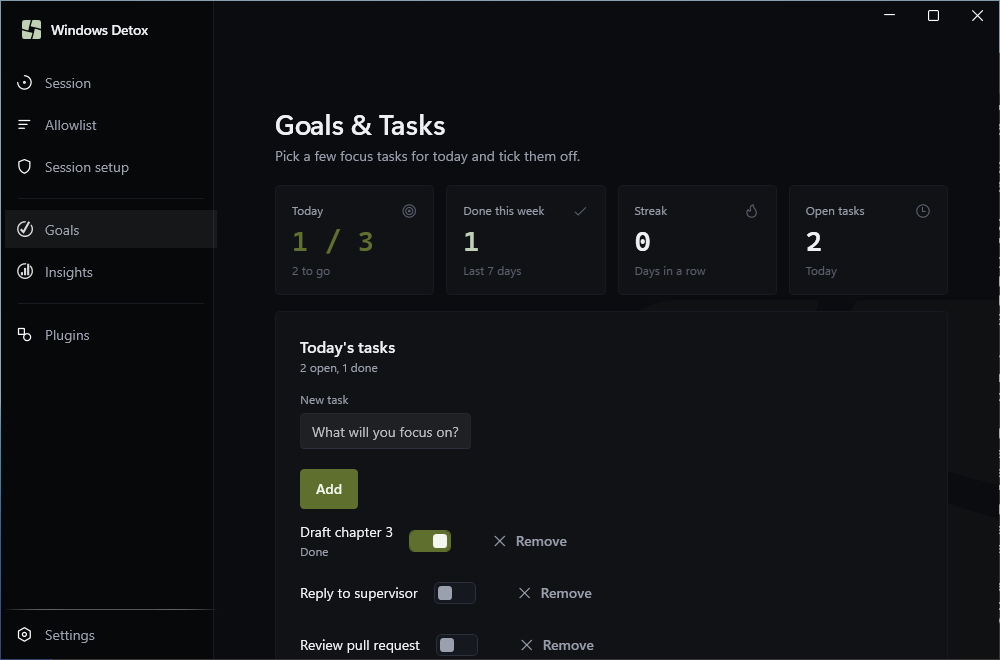 Windows Detox
Session
Allowlist
Session setup
Goals
Insights
Plugins
Settings
Goals & Tasks
Pick a few focus tasks for today and tick them off.
Today
1 / 3
2 to go
Done this week
1
Last 7 days
Streak
0
Days in a row
Open tasks
2
Today
Today's tasks
2 open, 1 done
New task
What will you focus on?
Add
Draft chapter 3
Done
Remove
Reply to supervisor
Remove
Review pull request
Remove